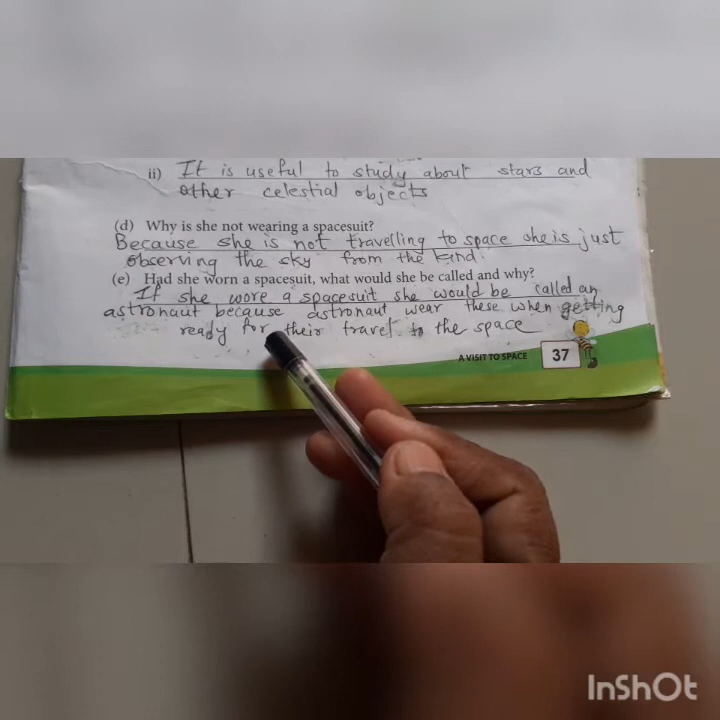 ii) It is useful to study about stars and
other celestial objects
(d) Why is she not wearing a spacesuit?
Because she is not travelling to space she is just
observing the sky from the
(e) Had she worn a spacesuit, what would she be called and why?
If she wore a spacesuit she would be called an
astronaut because astronaut wear these when getting
ready for their travel to the space
A VISIT TO SPACE 37
InShOt